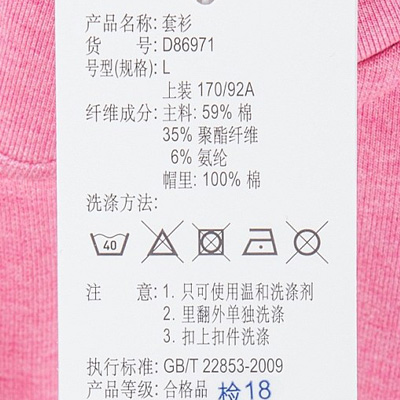 产品名称: 套衫
货 号: D86971
号型(规格): L
上装 170/92A
纤维成分: 主料: 59% 棉
35% 聚酯纤维
6% 氨纶
帽里: 100% 棉
洗涤方法:
40
注 意: 1. 只可使用温和洗涤剂
2. 里翻外单独洗涤
3. 扣上扣件洗涤
执行标准: GB/T 22853-2009
产品等级: 合格品 检18